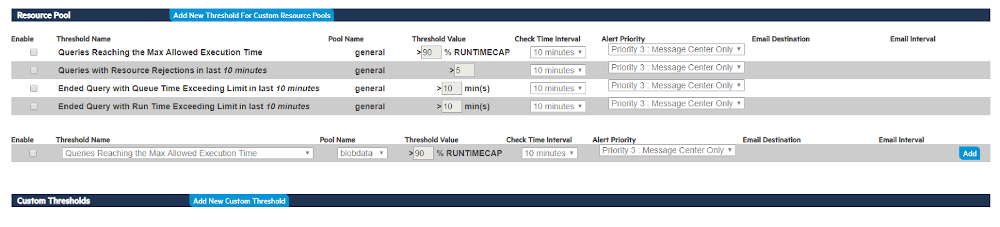 Resource Pool Add New Threshold For Custom Resource Pools
Enable Threshold Name Pool Name Threshold Value Check Time Interval Alert Priority Email Destination Email Interval
Queries Reaching the Max Allowed Execution Time general >90 % RUNTIMECAP 10 minutes Priority 3 : Message Center Only
Queries with Resource Rejections in last 10 minutes general >5 10 minutes Priority 3 : Message Center Only
Ended Query with Queue Time Exceeding Limit in last 10 minutes general >10 min(s) 10 minutes Priority 3 : Message Center Only
Ended Query with Run Time Exceeding Limit in last 10 minutes general >10 min(s) 10 minutes Priority 3 : Message Center Only
Enable Threshold Name Pool Name Threshold Value Check Time Interval Alert Priority Email Destination Email Interval
Queries Reaching the Max Allowed Execution Time blobdata >90 % RUNTIMECAP 10 minutes Priority 3 : Message Center Only Add
Custom Thresholds Add New Custom Threshold